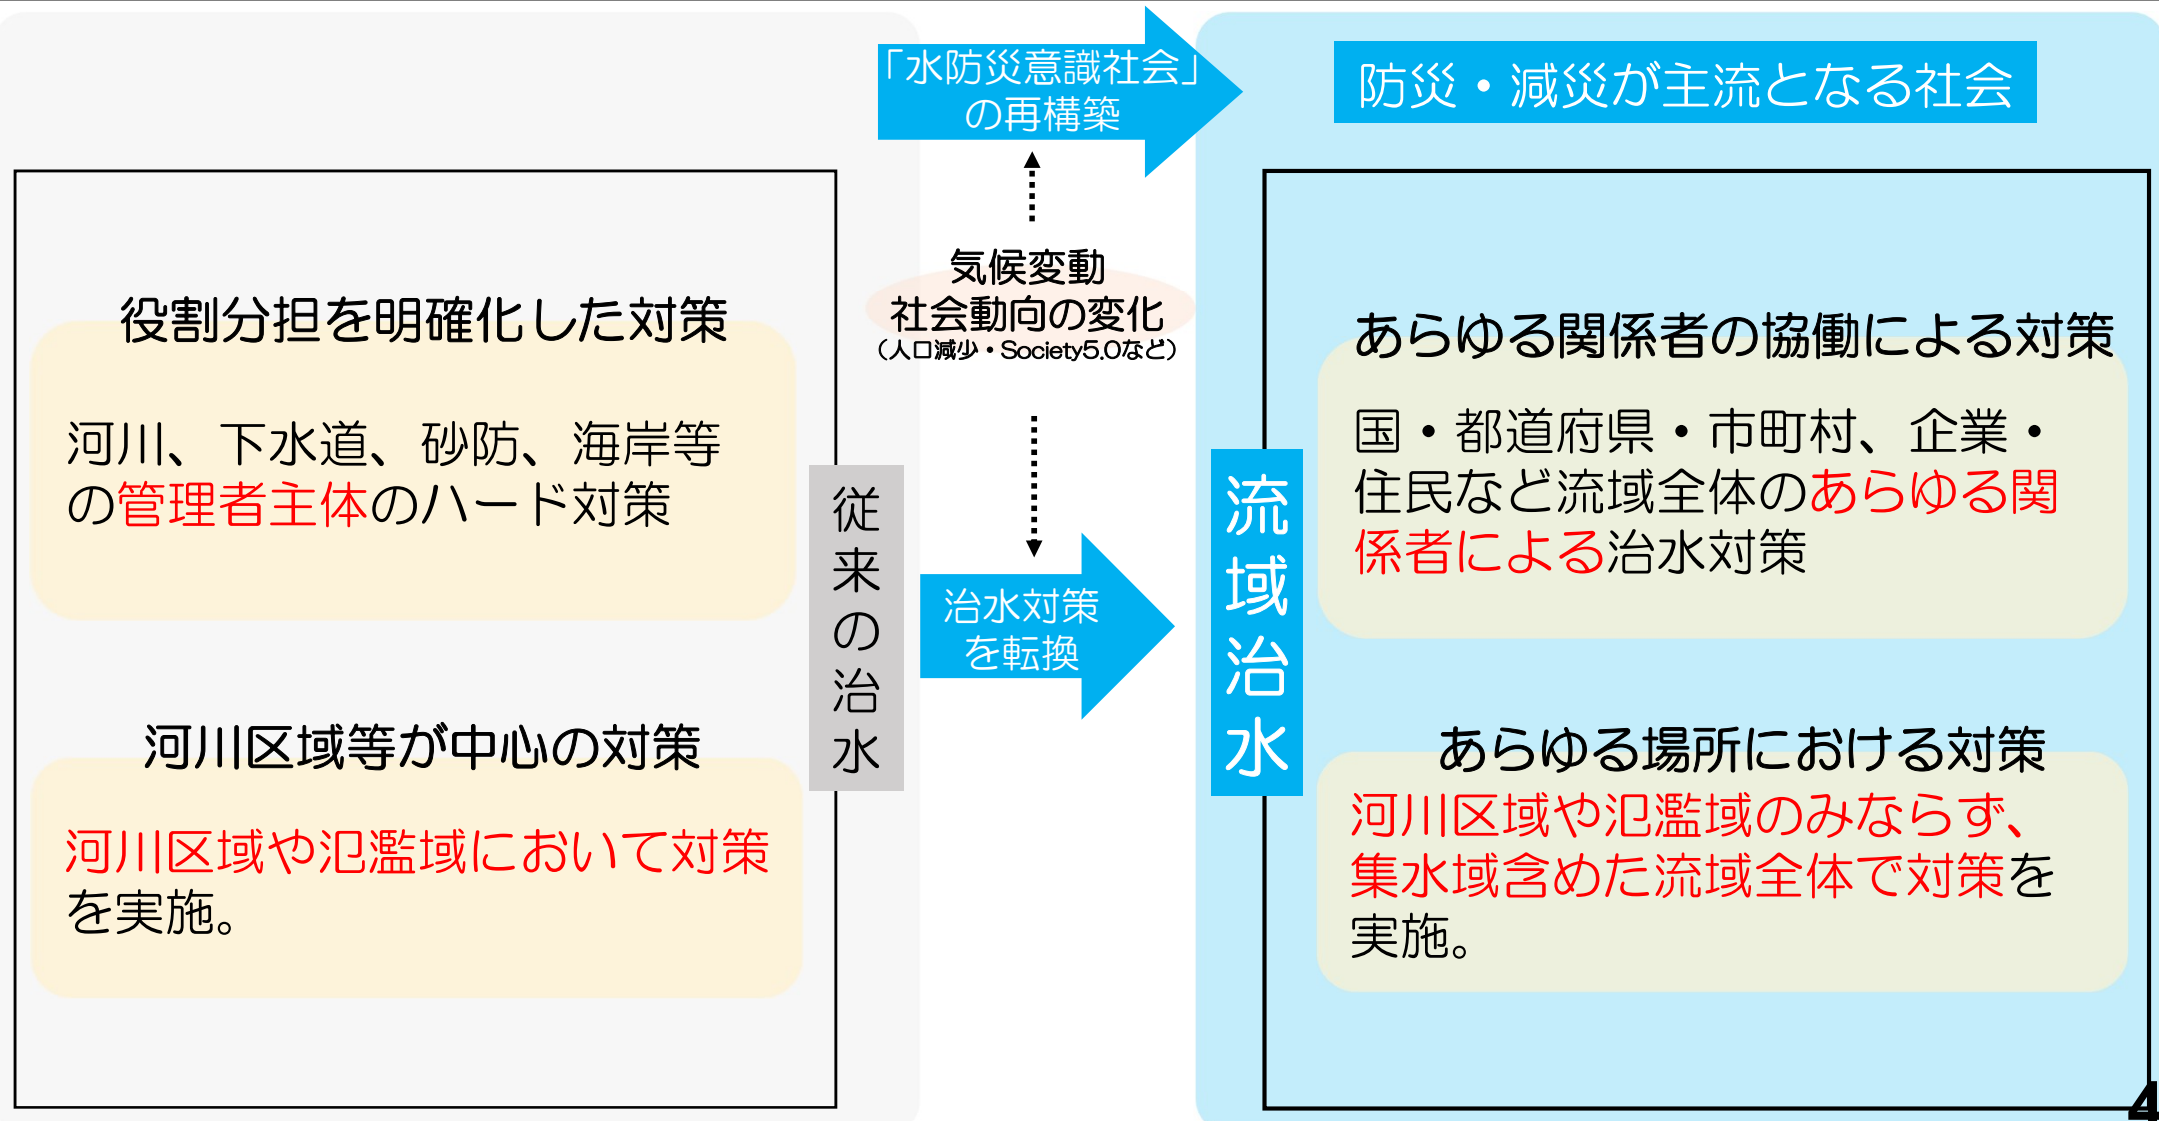 「水防災意識社会」
の再構築
防災・減災が主流となる社会
気候変動
社会動向の変化
（人口減少・Society5.0など）
役割分担を明確化した対策
河川、下水道、砂防、海岸等
の管理者主体のハード対策
河川区域等が中心の対策
河川区域や氾濫域において対策
を実施。
従来の治水
治水対策
を転換
流域治水
あらゆる関係者の協働による対策
国・都道府県・市町村、企業・
住民など流域全体のあらゆる関
係者による治水対策
あらゆる場所における対策
河川区域や氾濫域のみならず、
集水域含めた流域全体で対策を
実施。
4